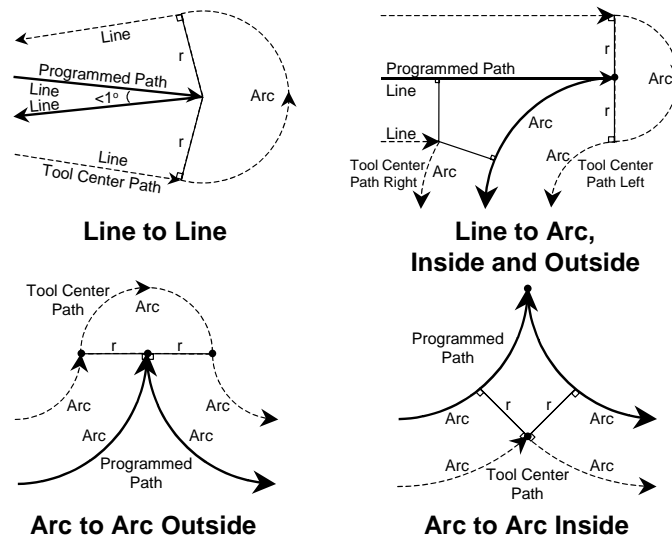 Line
r
Programmed Path
Line
Line
<1°
Arc
r
Line
Tool Center Path
Line to Line
r
Programmed Path
Arc
Line
r
Arc
Line
Arc
Tool Center
Path Right
Arc
Tool Center
Path Left
Line to Arc,
Inside and Outside
Tool Center
Path
Arc
r
r
Arc
Arc
Arc
Arc
Programmed
Path
Arc to Arc Outside
Programmed
Path
Arc
r
r
Arc
Arc
Arc
Tool Center
Path
Arc to Arc Inside